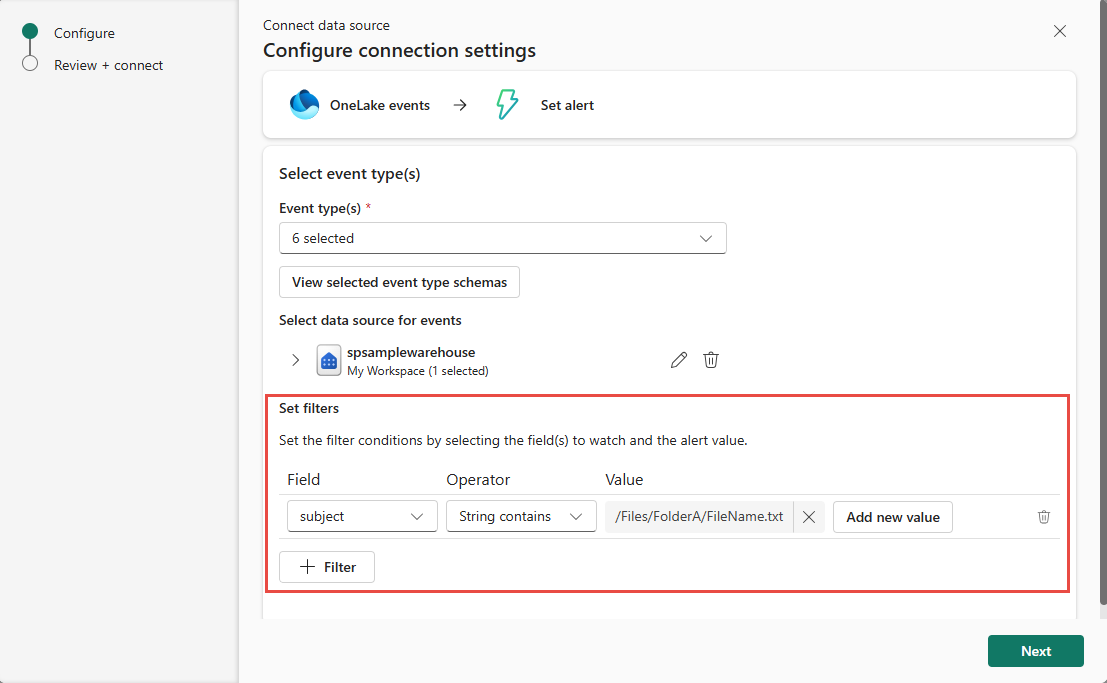 Configure
Review + connect
Connect data source
Configure connection settings
OneLake events
Set alert
Select event type(s)
Event type(s) *
6 selected
View selected event type schemas
Select data source for events
spsamplewarehouse
My Workspace (1 selected)
Set filters
Set the filter conditions by selecting the field(s) to watch and the alert value.
Field Operator Value
subject String contains /Files/FolderA/FileName.txt Add new value
Filter
Next